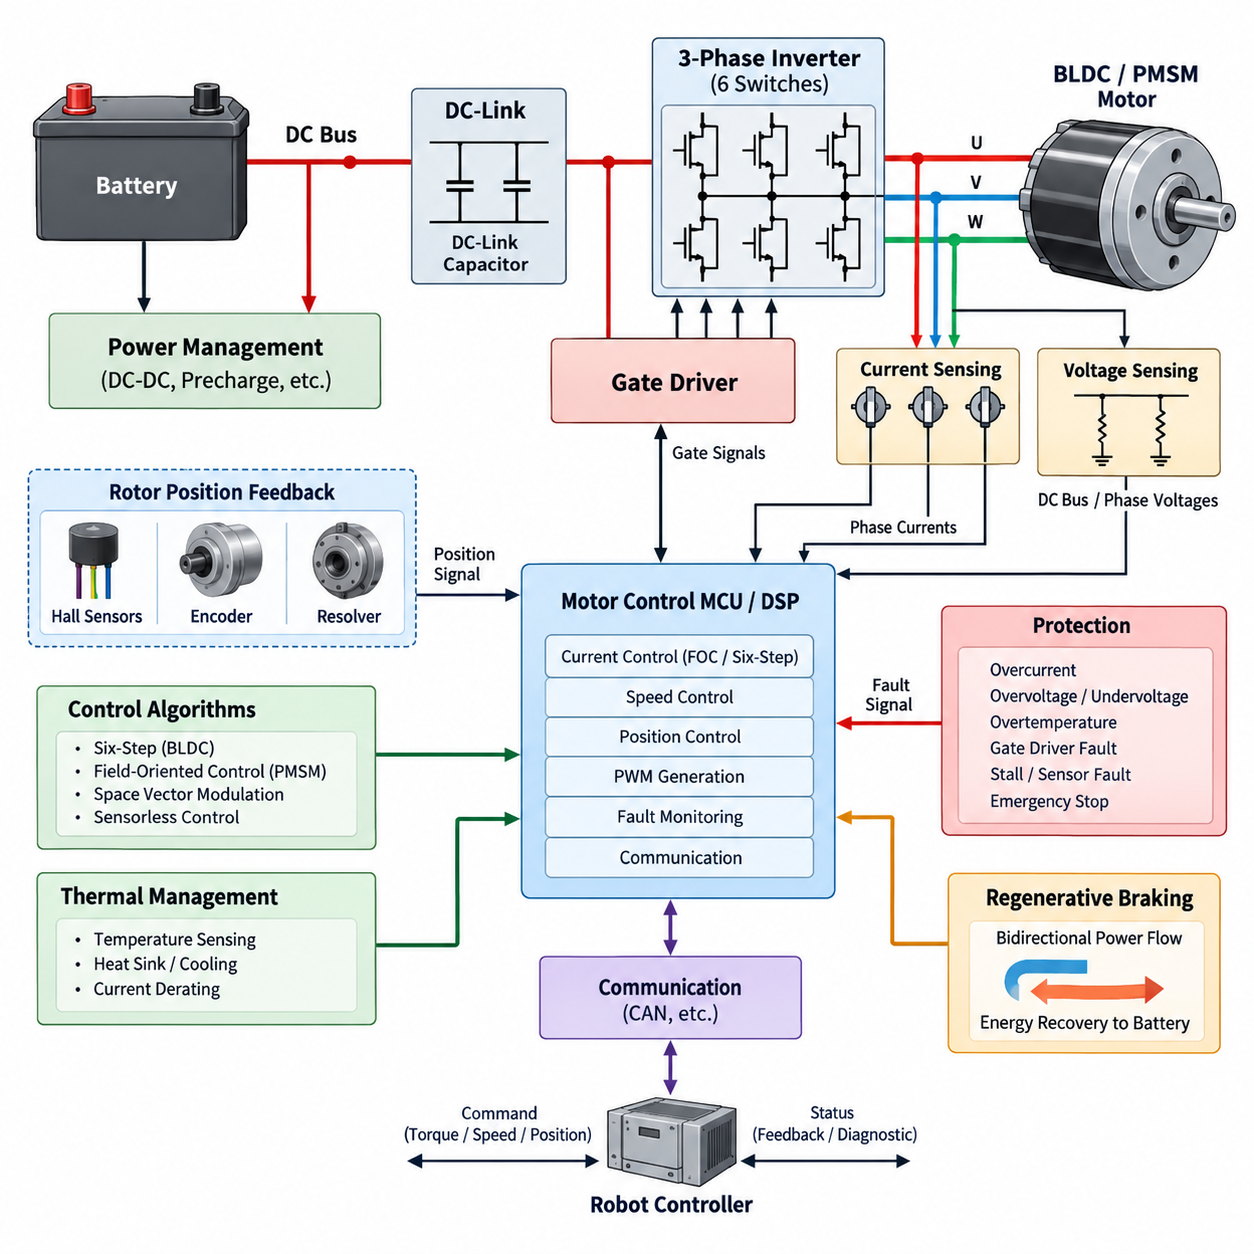 3-Phase Inverter
(6 Switches)
BLDC / PMSM
Motor
DC Bus
DC-Link
Battery
DC-Link
Capacitor
U
V
W
Power Management
(DC-DC, Precharge, etc.)
Gate Driver
Current Sensing
Voltage Sensing
Gate Signals
DC Bus / Phase Voltages
Phase Currents
Rotor Position Feedback
Hall Sensors
Encoder
Resolver
Position
Signal
Motor Control MCU / DSP
Current Control (FOC / Six-Step)
Speed Control
Position Control
PWM Generation
Fault Monitoring
Communication
Protection
Overcurrent
Overvoltage / Undervoltage
Overtemperature
Gate Driver Fault
Stall / Sensor Fault
Emergency Stop
Fault
Signal
Control Algorithms
• Six-Step (BLDC)
• Field-Oriented Control (PMSM)
• Space Vector Modulation
• Sensorless Control
Thermal Management
• Temperature Sensing
• Heat Sink / Cooling
• Current Derating
Regenerative Braking
Bidirectional Power Flow
Energy Recovery to Battery
Communication
(CAN, etc.)
Command
(Torque / Speed / Position)
Status
(Feedback / Diagnostic)
Robot Controller